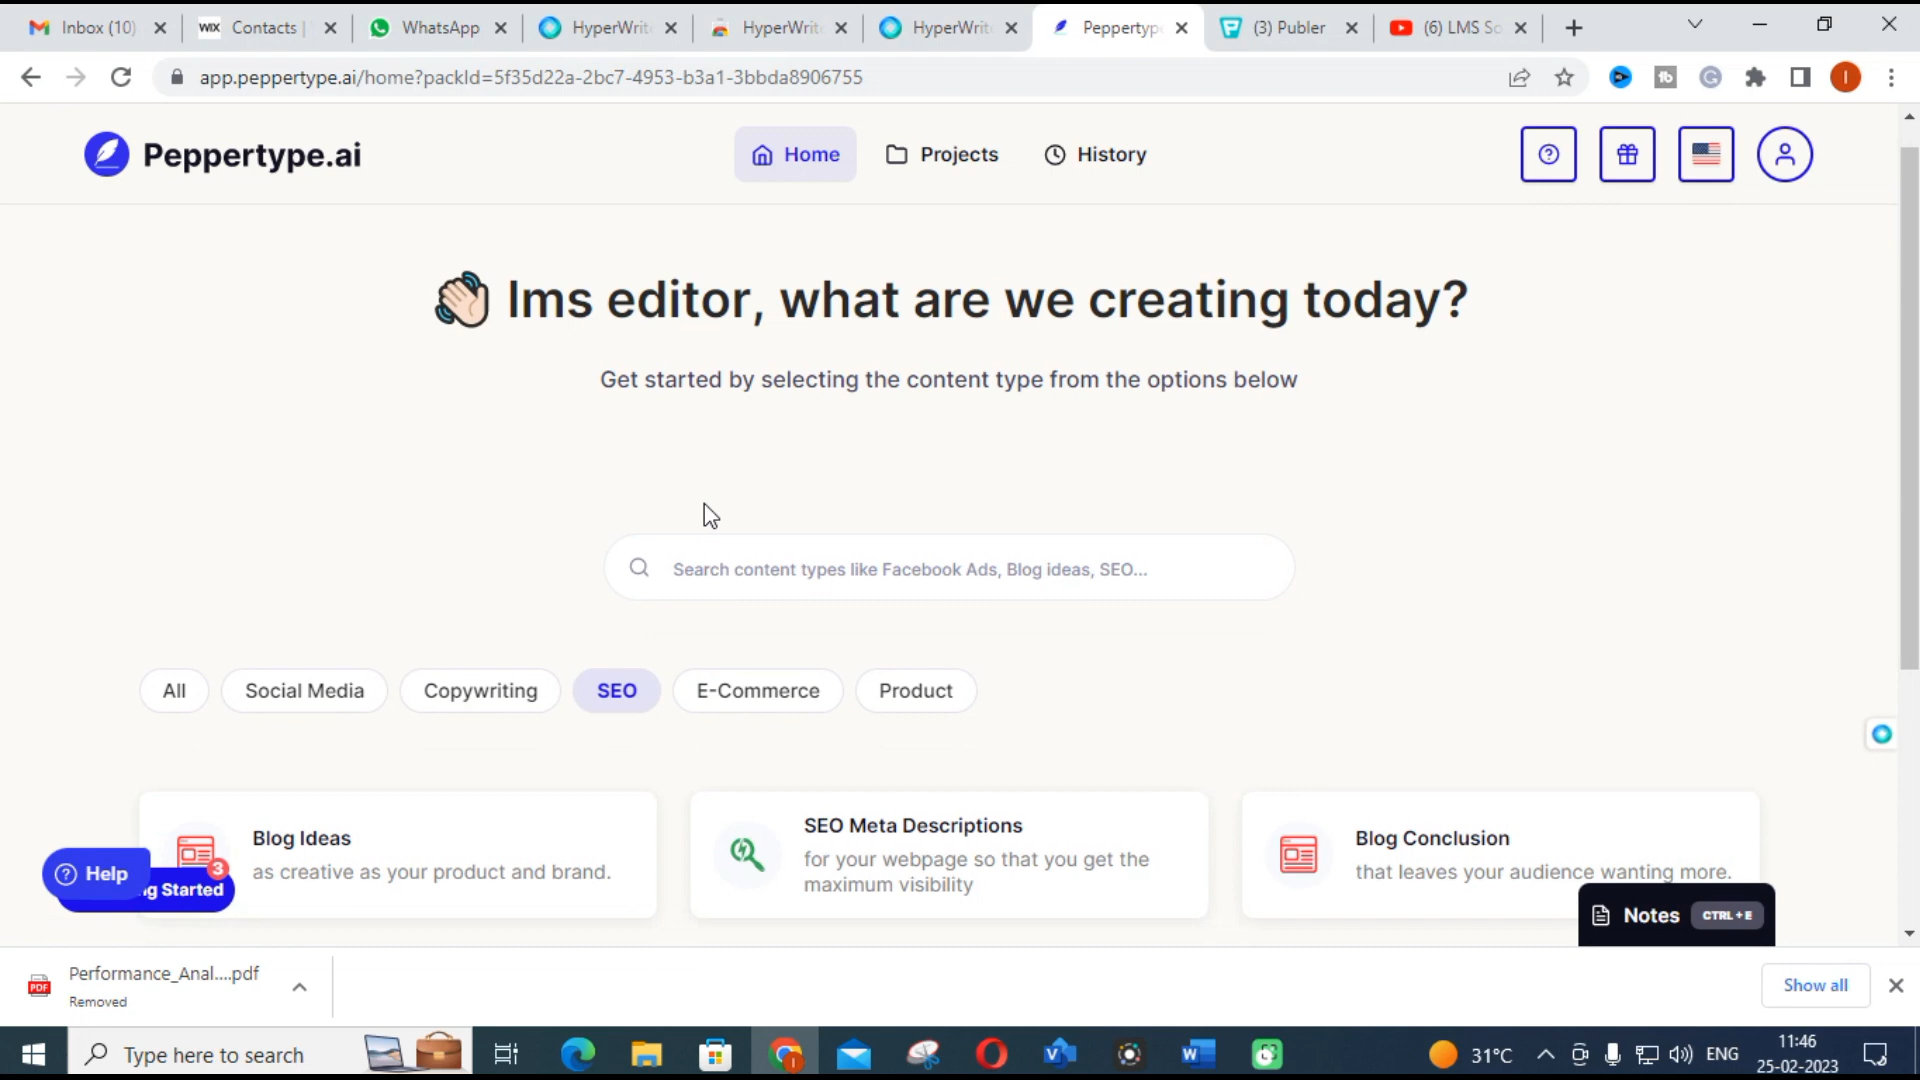 Inbox (10)
Contacts |
WhatsApp
HyperWrit
HyperWrit
HyperWrit
Peppertyp
(3) Publer
(6) LMS So
app.peppertype.ai/home?packId=5f35d22a-2bc7-4953-b3a1-3bbda8906755
Peppertype.ai
Home
Projects
History
lms editor, what are we creating today?
Get started by selecting the content type from the options below
Search content types like Facebook Ads, Blog ideas, SEO...
All
Social Media
Copywriting
SEO
E-Commerce
Product
Blog Ideas
as creative as your product and brand.
SEO Meta Descriptions
for your webpage so that you get the
maximum visibility
Blog Conclusion
that leaves your audience wanting more.
Help
3
g Started
Notes CTRL + E
Performance_Anal....pdf
Removed
Show all
Type here to search
31°C
ENG
11:46
25-02-2023